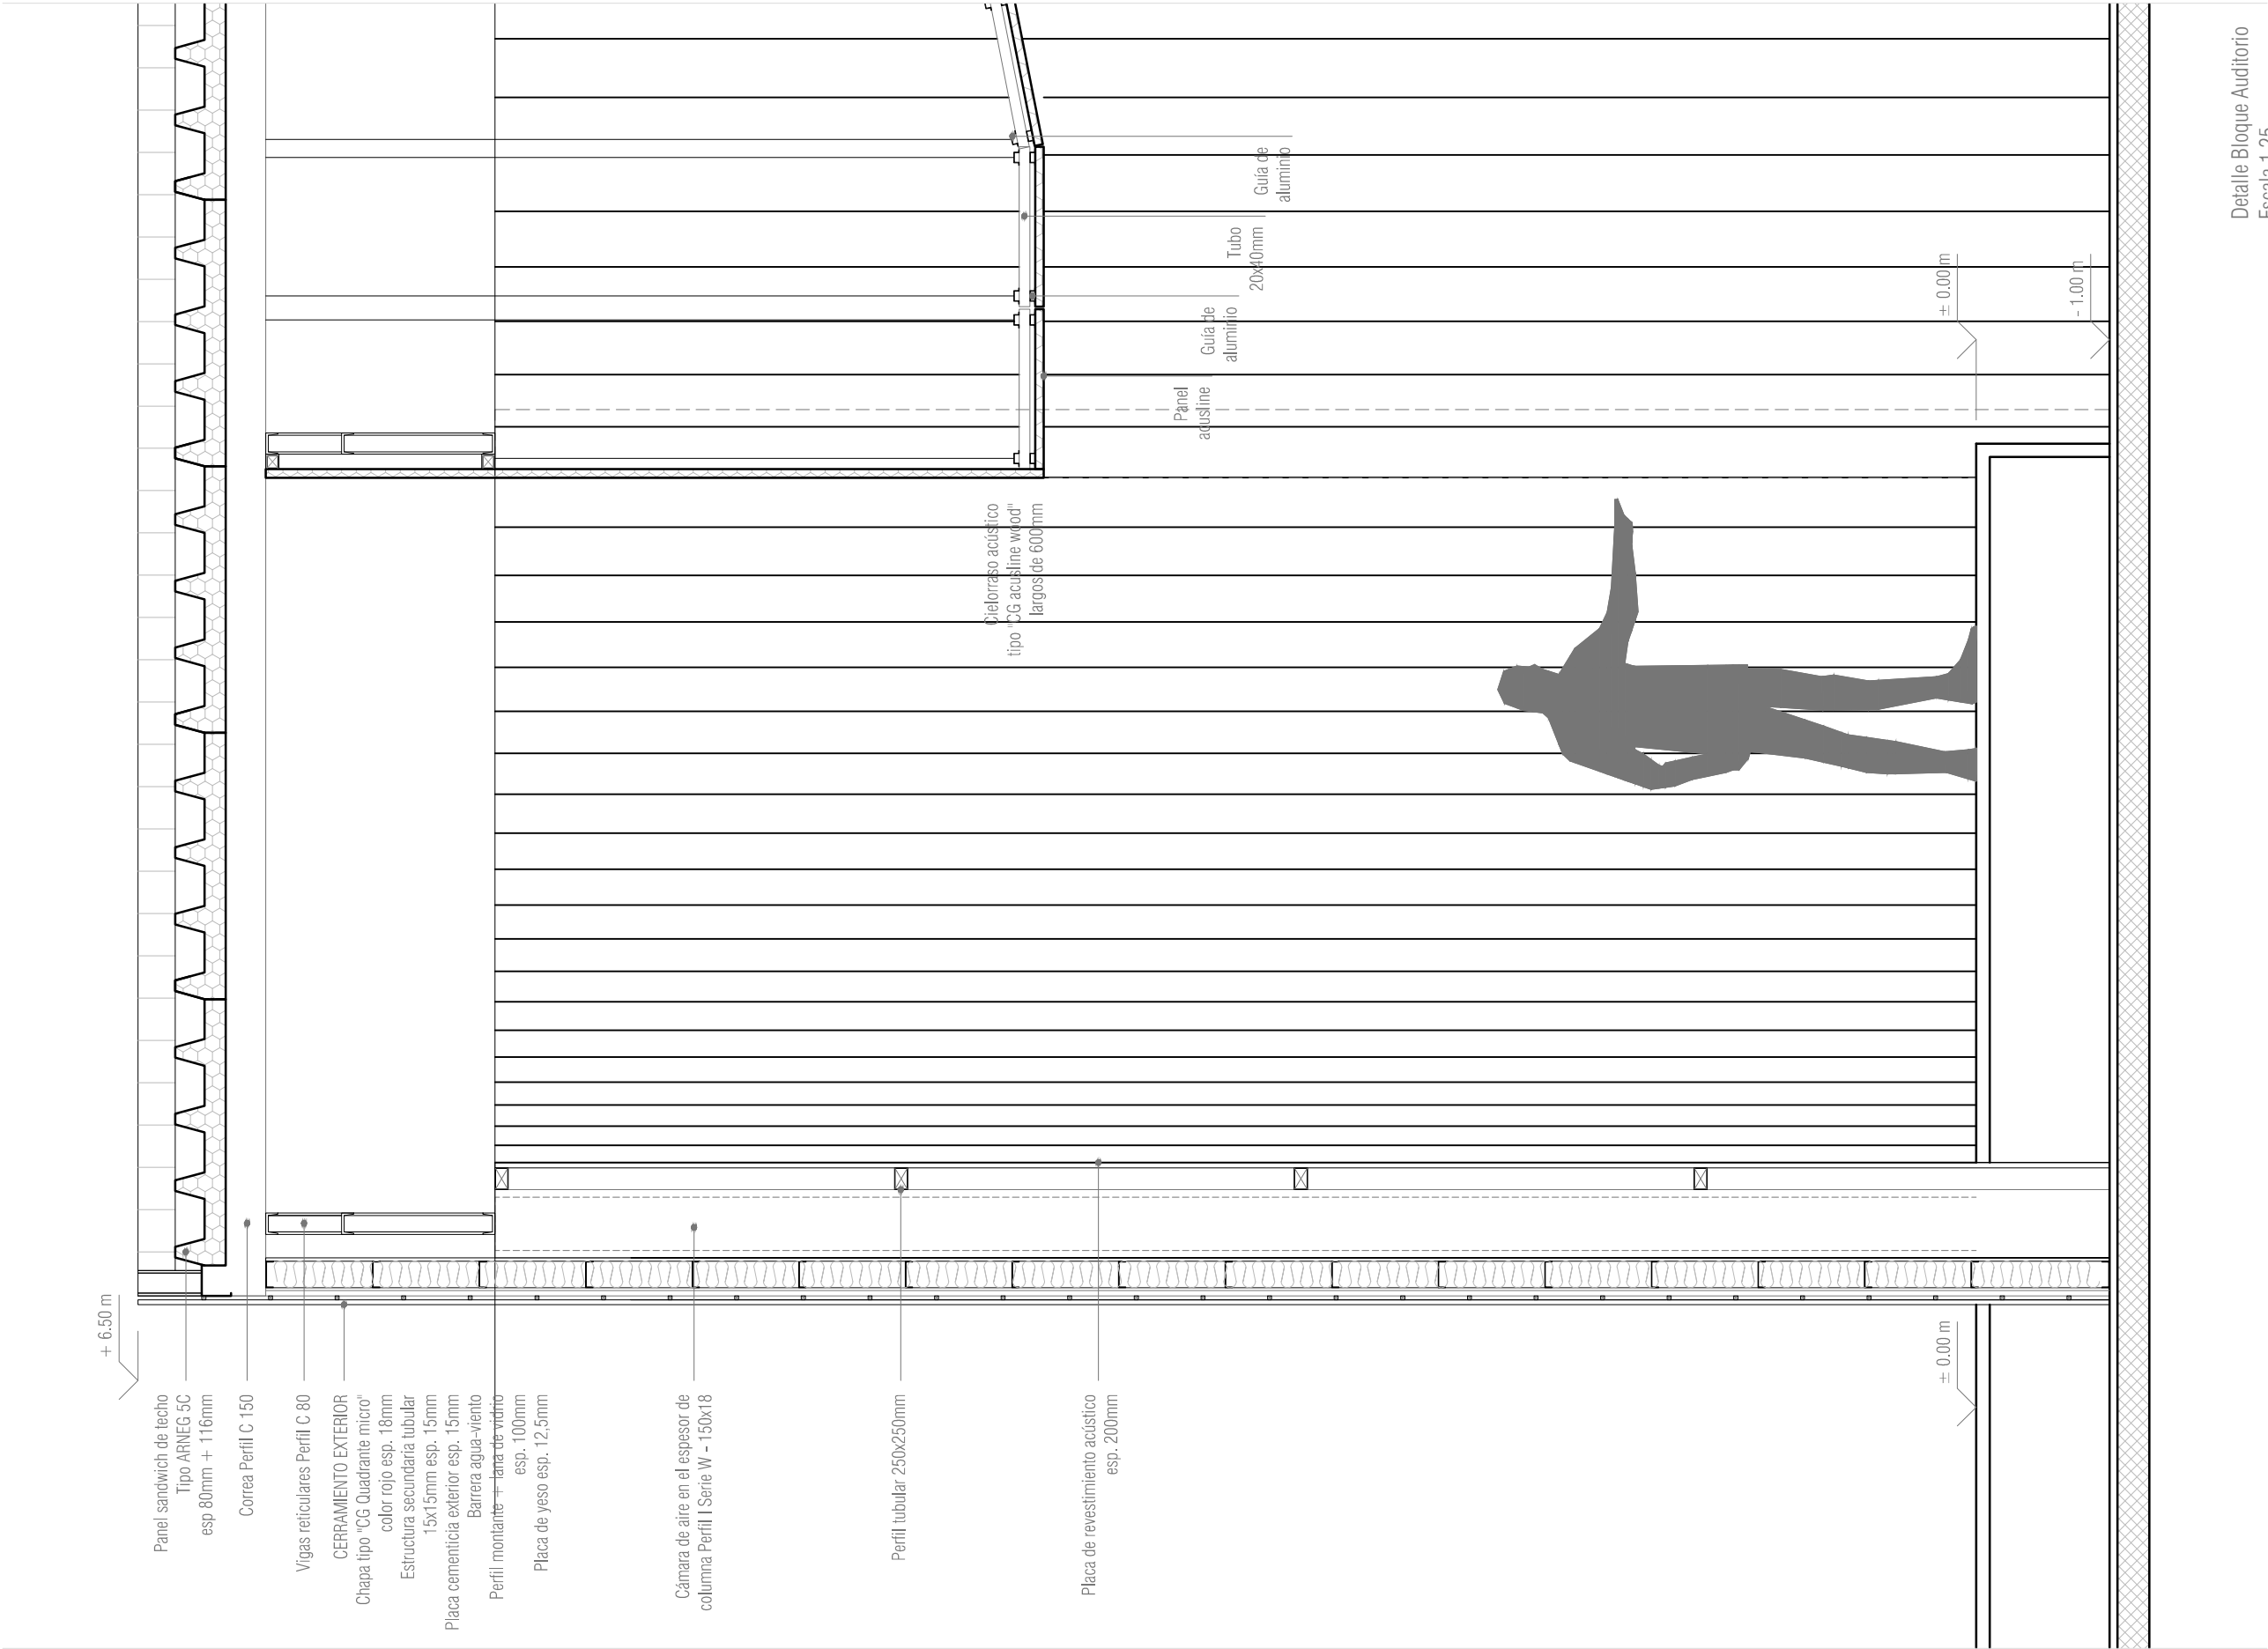 + 6.50 m
Panel sandwich de techo
Tipo ARNEG 5C
esp 80mm + 116mm
Correa Perfil C 150
Vigas reticulares Perfil C 80
CERRAMIENTO EXTERIOR
Chapa tipo "CG Quadrante micro"
color rojo esp. 18mm
Estructura secundaria tubular
15x15mm esp. 15mm
Placa cementicia exterior esp. 15mm
Barrera agua-viento
Perfil montante + lana de vidrio
esp. 100mm
Placa de yeso esp. 12,5mm
Cámara de aire en el espesor de
columna Perfil I Serie W - 150x18
Perfil tubular 250x250mm
Placa de revestimiento acústico
esp. 200mm
± 0.00 m
Cielorraso acústico
tipo "CG acusline wood"
largos de 600mm
Panel
acusline
Guía de
aluminio
Tubo
20x40mm
Guía de
aluminio
± 0.00 m
- 1.00 m
Detalle Bloque Auditorio
Escala 1.25